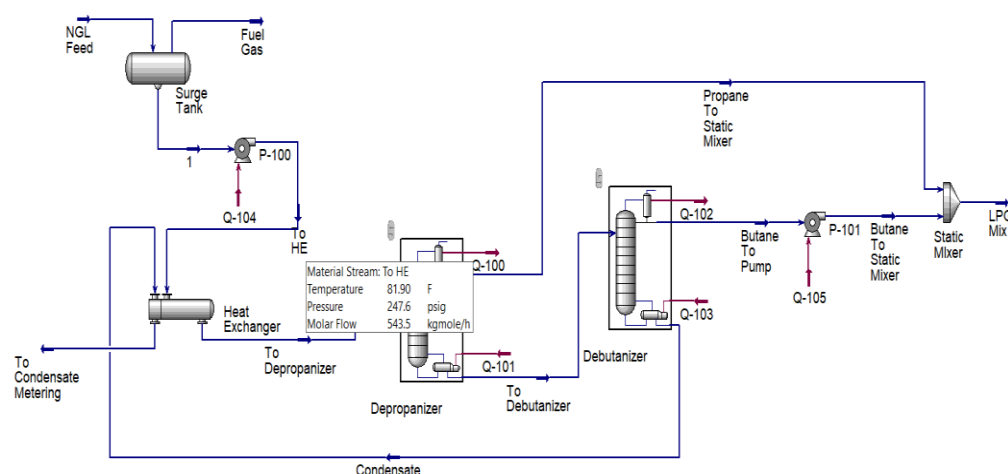 NGL
Feed
Fuel
Gas
Surge
Tank
1
P-100
Q-104
To
HE
Propane
To
Static
Mixer
Q-102
Butane
To
Pump
P-101
Butane
To
Static
Mixer
Static
Mixer
LPG
Mix
Q-105
Q-100
Q-103
Material Stream: To HE
Temperature 81.90 F
Pressure 247.6 psig
Molar Flow 543.5 kgmole/h
Heat
Exchanger
To
Condensate
Metering
To
Depropanizer
Q-101
Depropanizer
To
Debutanizer
Debutanizer
Condensate